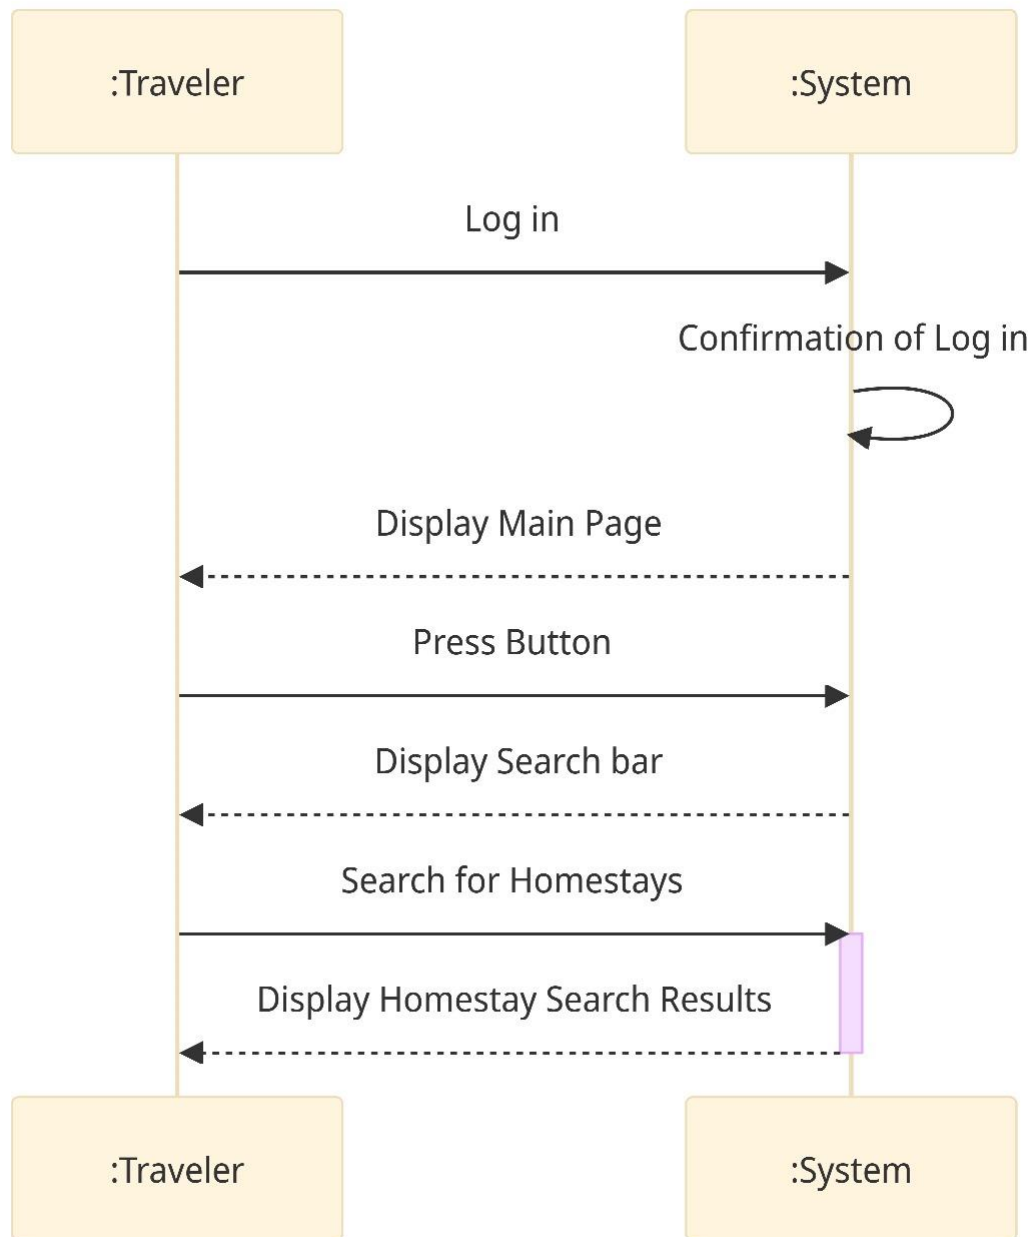 :Traveler
:System
Log in
Confirmation of Log in
Display Main Page
Press Button
Display Search bar
Search for Homestays
Display Homestay Search Results
:Traveler
:System